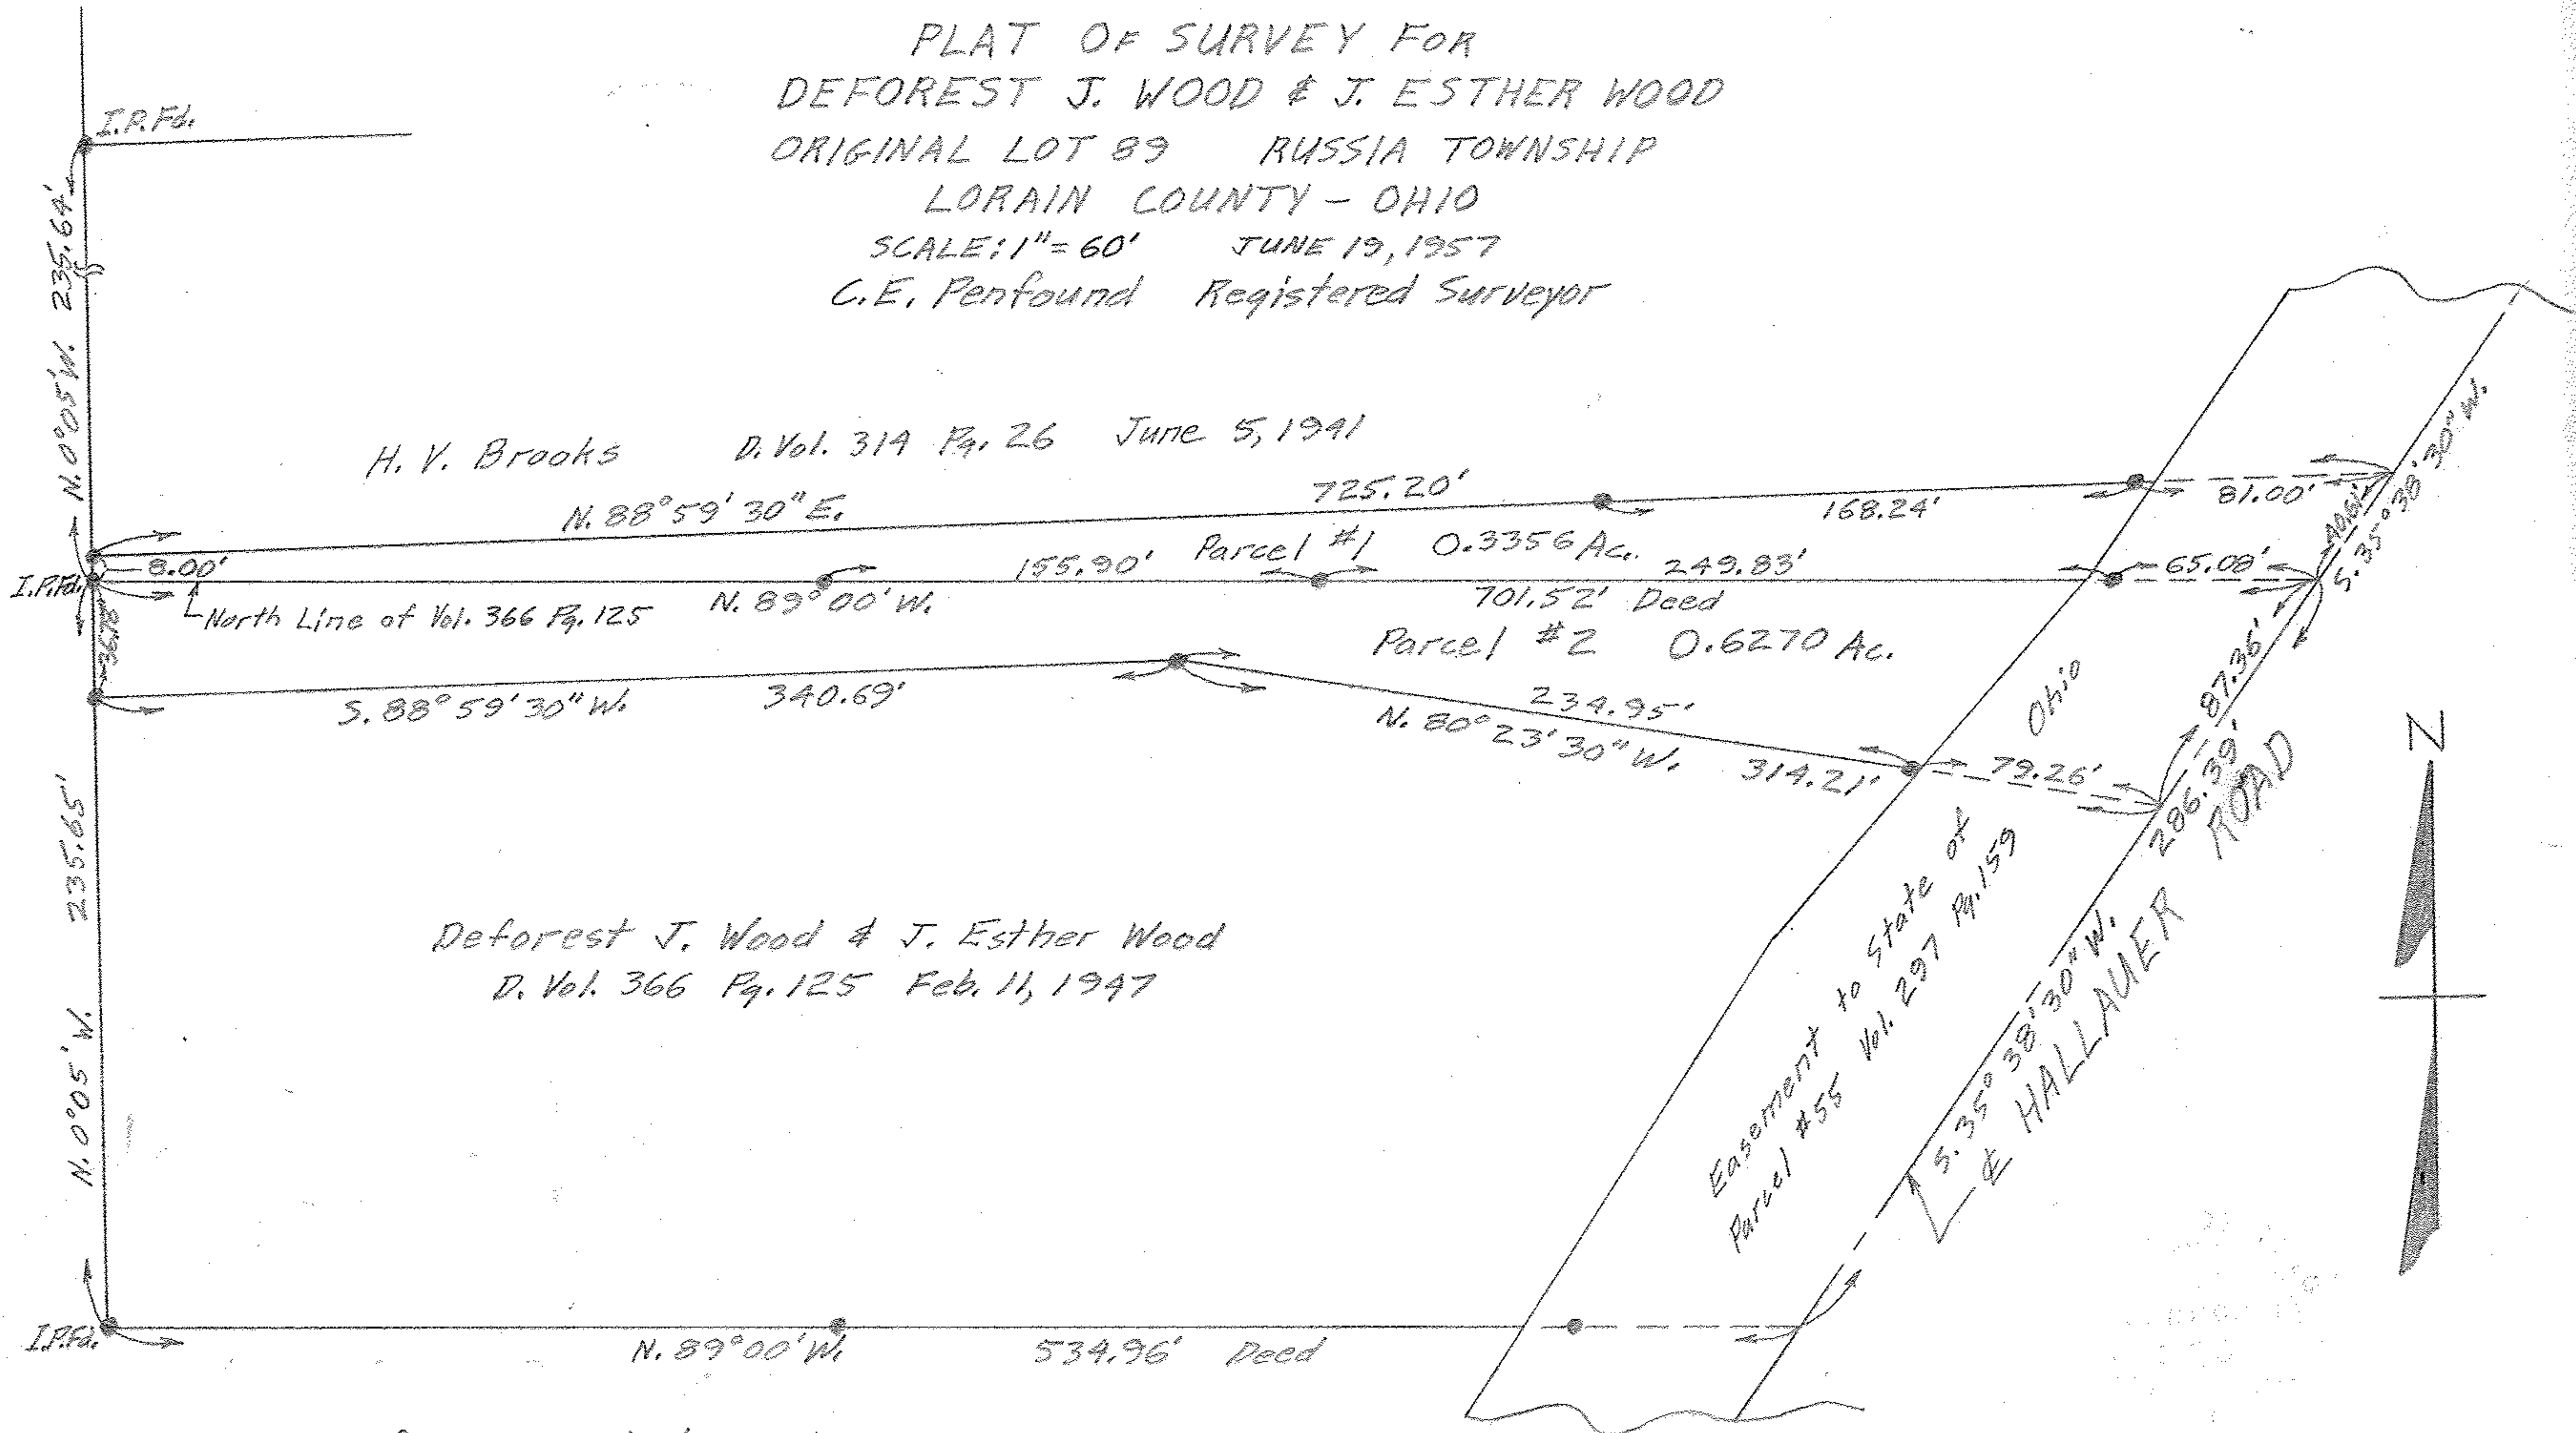 PLAT OF SURVEY FOR
DEFOREST J. WOOD & J. ESTHER WOOD
ORIGINAL LOT 89 RUSSIA TOWNSHIP
LORAIN COUNTY - OHIO
SCALE: 1" = 60' JUNE 19, 1957
C.E. Penfound Registered Surveyor
I.P.Fd.
N. 0°05' W. 235.64'
H. V. Brooks D. Vol. 314 Pg. 26 June 5, 1941
N. 88° 59' 30" E. 725.20' 168.24' 81.00'
S. 35° 38' 30" W.
40.61'
Parcel #1 0.3356 Ac.
8.00'
I.P.Fd.
155.90' 249.83' 65.08'
North Line of Vol. 366 Pg. 125
N. 89° 00' W. 701.52' Deed
Parcel #2 0.6270 Ac.
S. 88° 59' 30" W. 340.69'
234.95'
N. 80° 23' 30" W. 314.21'
79.26'
87.36'
286.39'
S. 35° 38' 30" W.
℄ HALLAUER ROAD
Easement to State of Ohio
Parcel #55 Vol. 297 Pg. 159
N
N. 0°05' W. 235.65'
Deforest J. Wood & J. Esther Wood
D. Vol. 366 Pg. 125 Feb. 11, 1947
I.P.Fd.
N. 89°00' W. 534.96' Deed